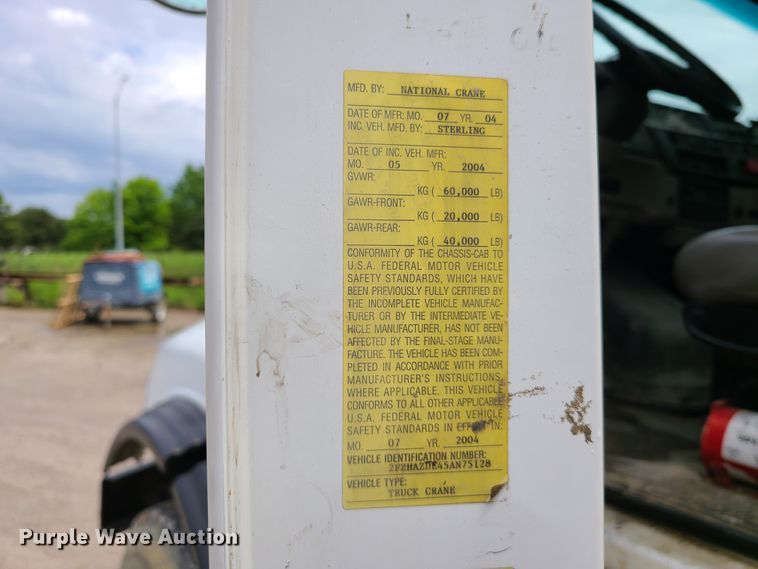 MFD. BY: NATIONAL CRANE
DATE OF MFR: MO. 07 YR. 04
INC. VEH. MFD. BY: STERLING
DATE OF INC. VEH. MFR:
MO. 05 YR. 2004
GVWR:
KG ( 60,000 LB)
GAWR-FRONT:
KG ( 20,000 LB)
GAWR-REAR:
KG ( 40,000 LB)
CONFORMITY OF THE CHASSIS-CAB TO
U.S.A. FEDERAL MOTOR VEHICLE
SAFETY STANDARDS, WHICH HAVE
BEEN PREVIOUSLY FULLY CERTIFIED BY
THE INCOMPLETE VEHICLE MANUFAC-
TURER OR BY THE INTERMEDIATE VE-
HICLE MANUFACTURER, HAS NOT BEEN
AFFECTED BY THE FINAL-STAGE MANU-
FACTURE. THE VEHICLE HAS BEEN COM-
PLETED IN ACCORDANCE WITH PRIOR
MANUFACTURER'S INSTRUCTIONS,
WHERE APPLICABLE. THIS VEHICLE
CONFORMS TO ALL OTHER APPLICABLE
U.S.A. FEDERAL MOTOR VEHICLE
SAFETY STANDARDS IN EFFECT IN:
MO. 07 YR. 2004
VEHICLE IDENTIFICATION NUMBER:
2FZHAZDE45AN75128
VEHICLE TYPE:
TRUCK CRANE
Purple Wave Auction®